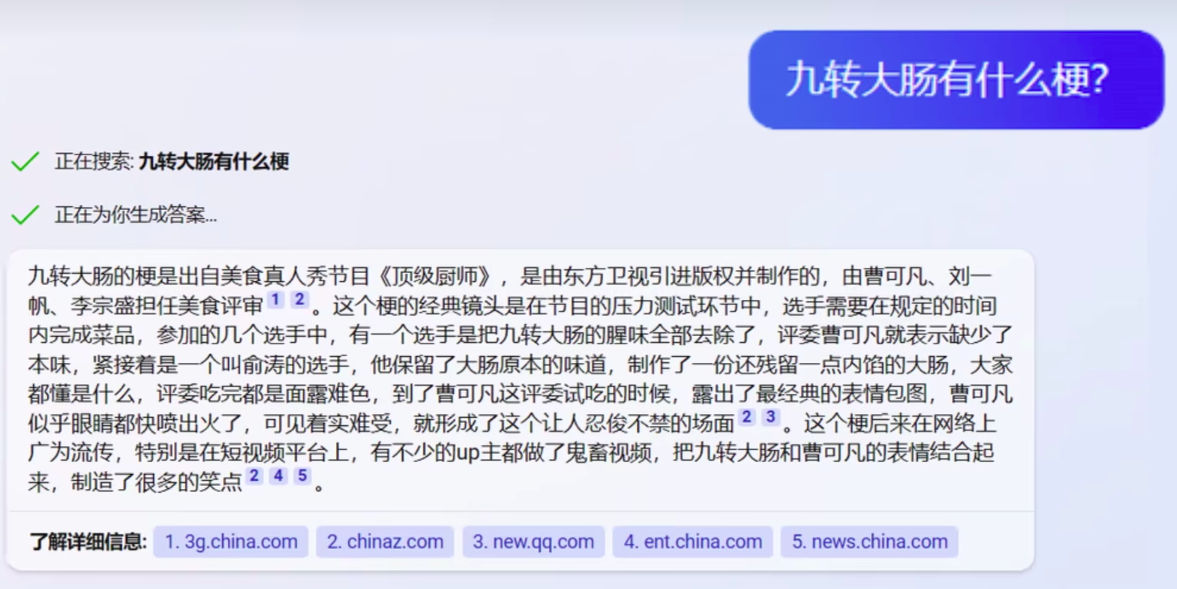 九转大肠有什么梗?
正在搜索: 九转大肠有什么梗
正在为你生成答案...
九转大肠的梗是出自美食真人秀节目《顶级厨师》，是由东方卫视引进版权并制作的，由曹可凡、刘一
帆、李宗盛担任美食评审 1 2 。这个梗的经典镜头是在节目的压力测试环节中，选手需要在规定的时间
内完成菜品，参加的几个选手中，有一个选手是把九转大肠的腥味全部去除了，评委曹可凡就表示缺少了
本味，紧接着是一个叫俞涛的选手，他保留了大肠原本的味道，制作了一份还残留一点内馅的大肠，大家
都懂是什么，评委吃完都是面露难色，到了曹可凡这评委试吃的时候，露出了最经典的表情包图，曹可凡
似乎眼睛都快喷出火了，可见着实难受，就形成了这个让人忍俊不禁的场面 2 3 。这个梗后来在网络上
广为流传，特别是在短视频平台上，有不少的up主都做了鬼畜视频，把九转大肠和曹可凡的表情结合起
来，制造了很多的笑点 2 4 5 。
了解详细信息: 1. 3g.china.com 2. chinaz.com 3. new.qq.com 4. ent.china.com 5. news.china.com